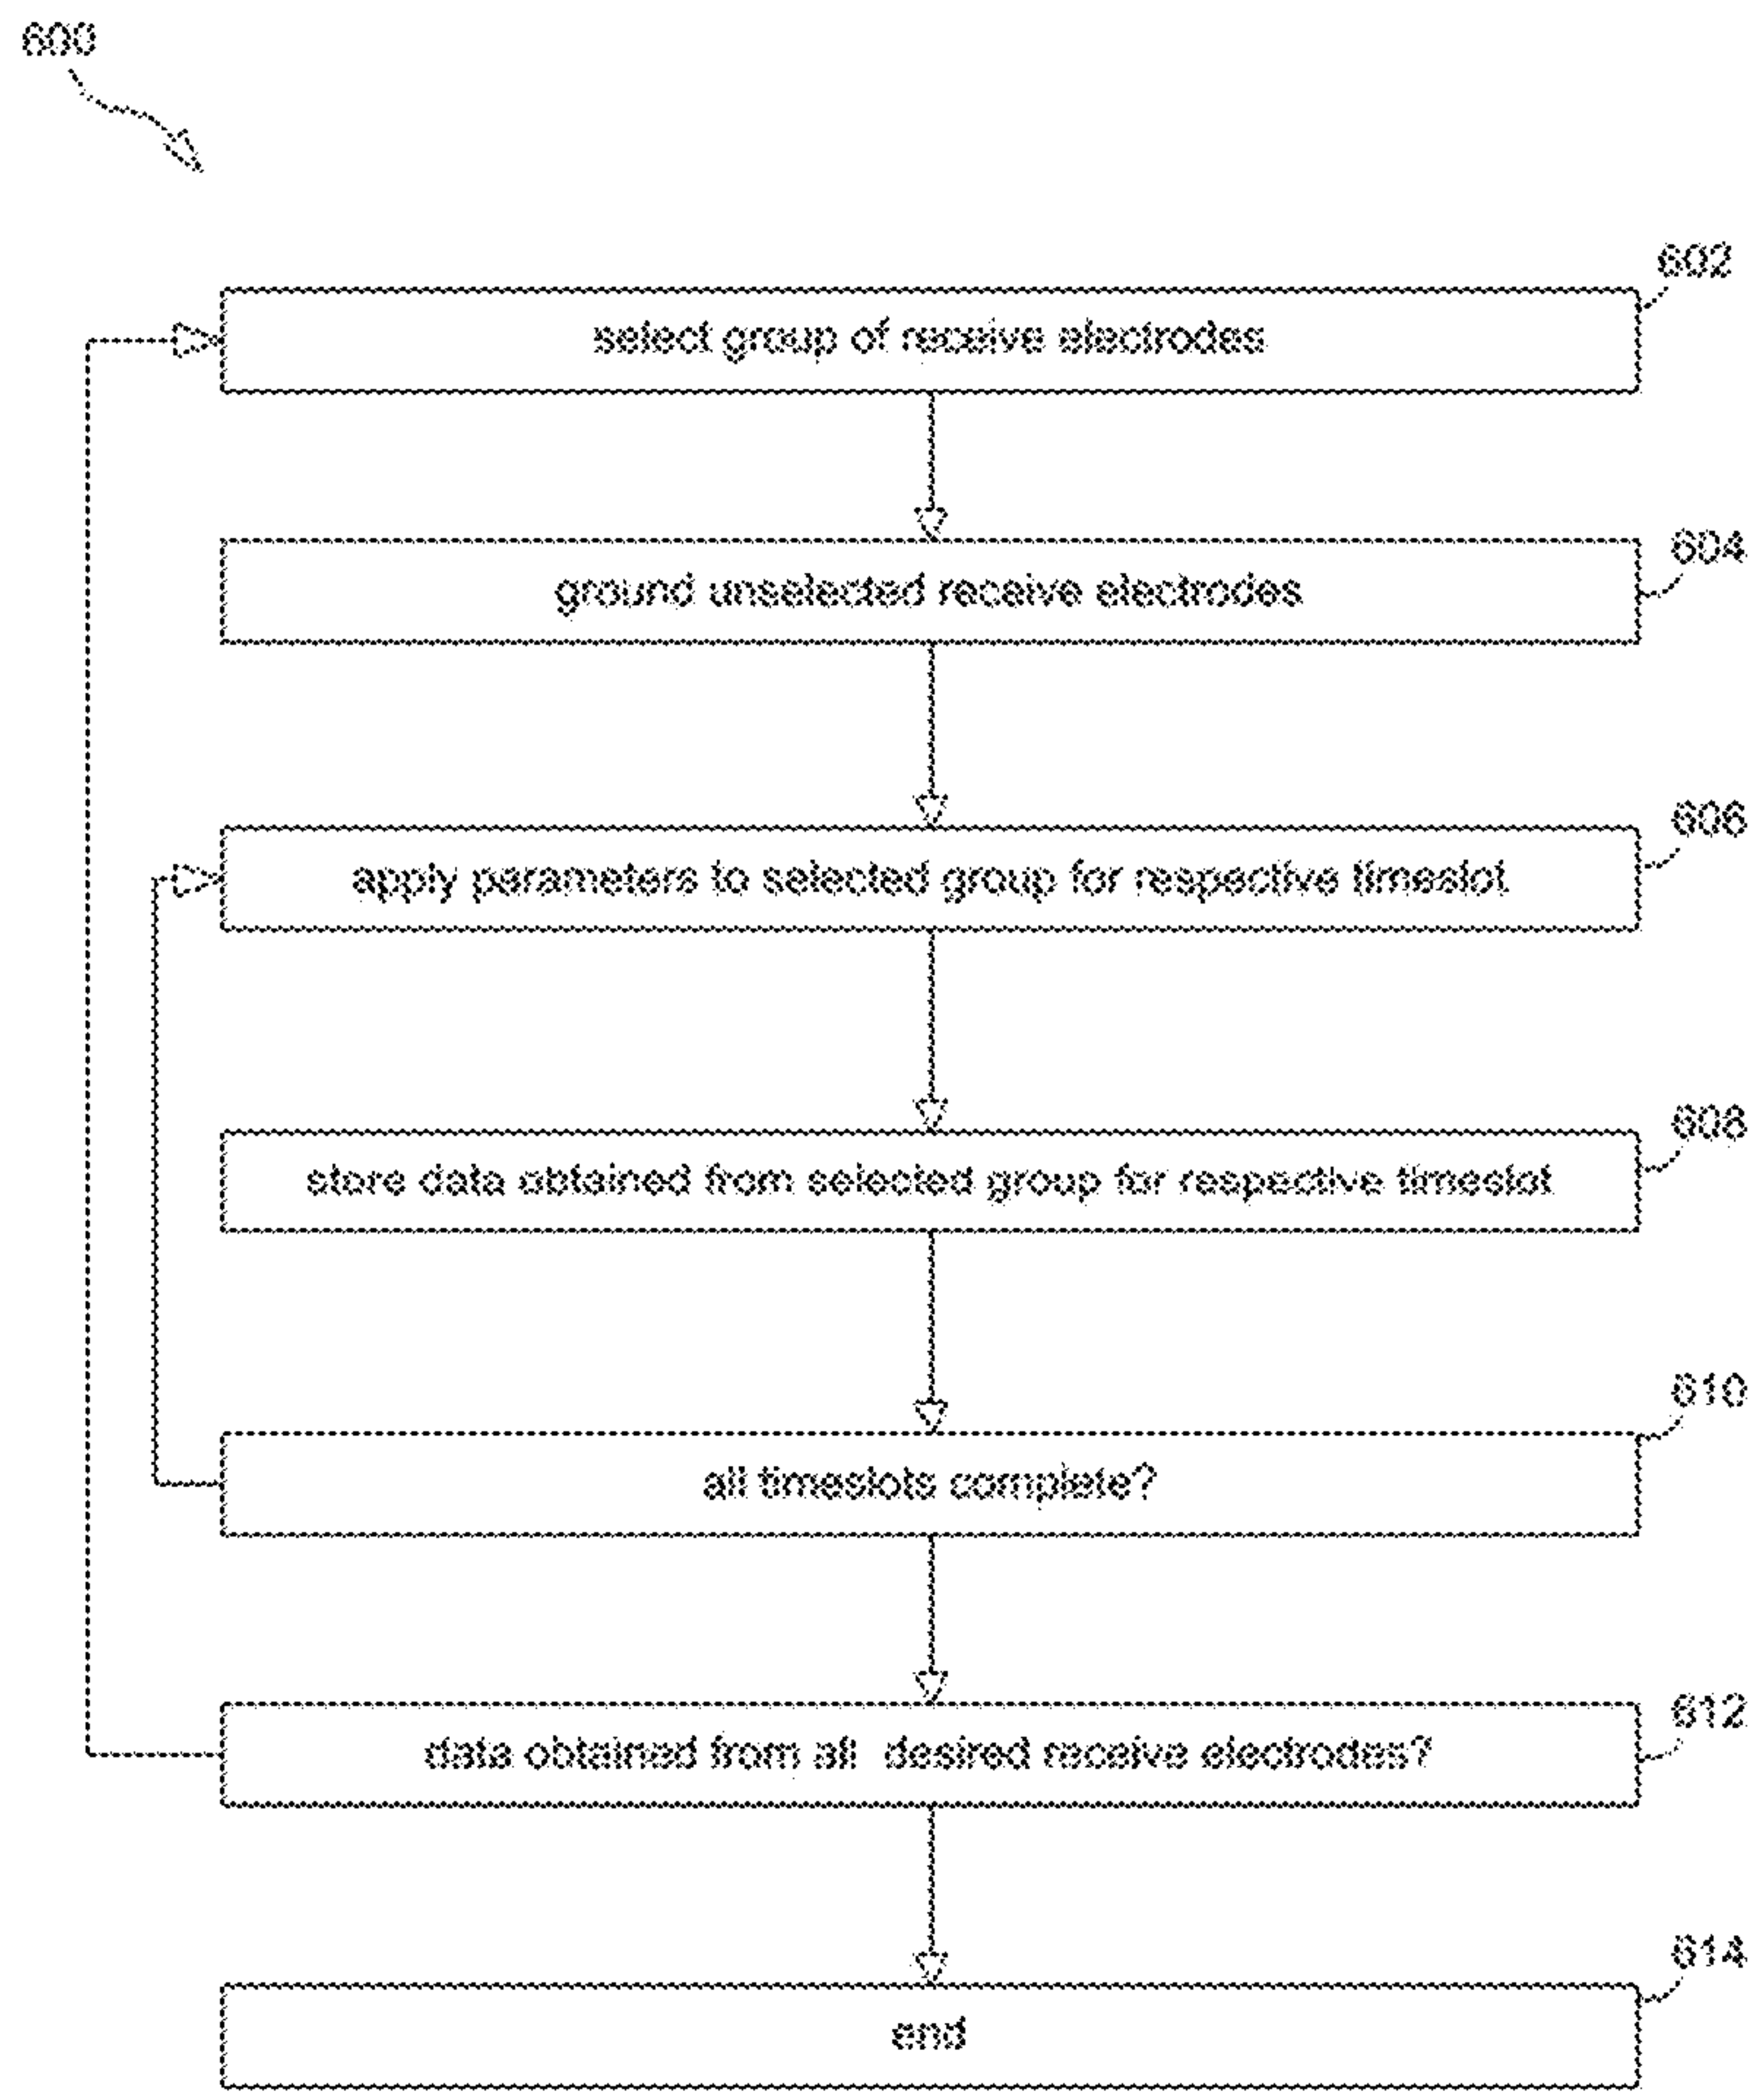 600
602
select group of receive electrodes
604
ground unselected receive electrodes
606
apply parameters to selected group for respective timeslot
608
store data obtained from selected group for respective timeslot
610
all timeslots complete?
612
data obtained from all desired receive electrodes?
614
end